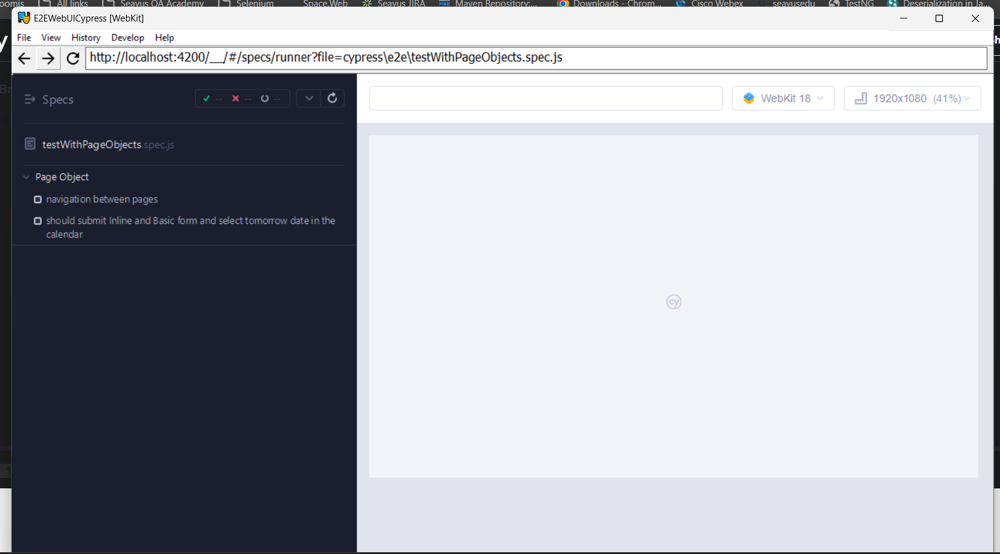 oomis All links Seavus QA Academy Selenium Space.Web Seavus JIRA Maven Repository:... Downloads - Chrom... Cisco Webex seavusedu TestNG Deserialization in Ja...
E2EWebUICypress [WebKit]
File View History Develop Help
http://localhost:4200/__/#/specs/runner?file=cypress\e2e\testWithPageObjects.spec.js
Specs -- -- --
WebKit 18 1920x1080 (41%)
testWithPageObjects.spec.js
Page Object
navigation between pages
should submit Inline and Basic form and select tomorrow date in the
calendar
cy